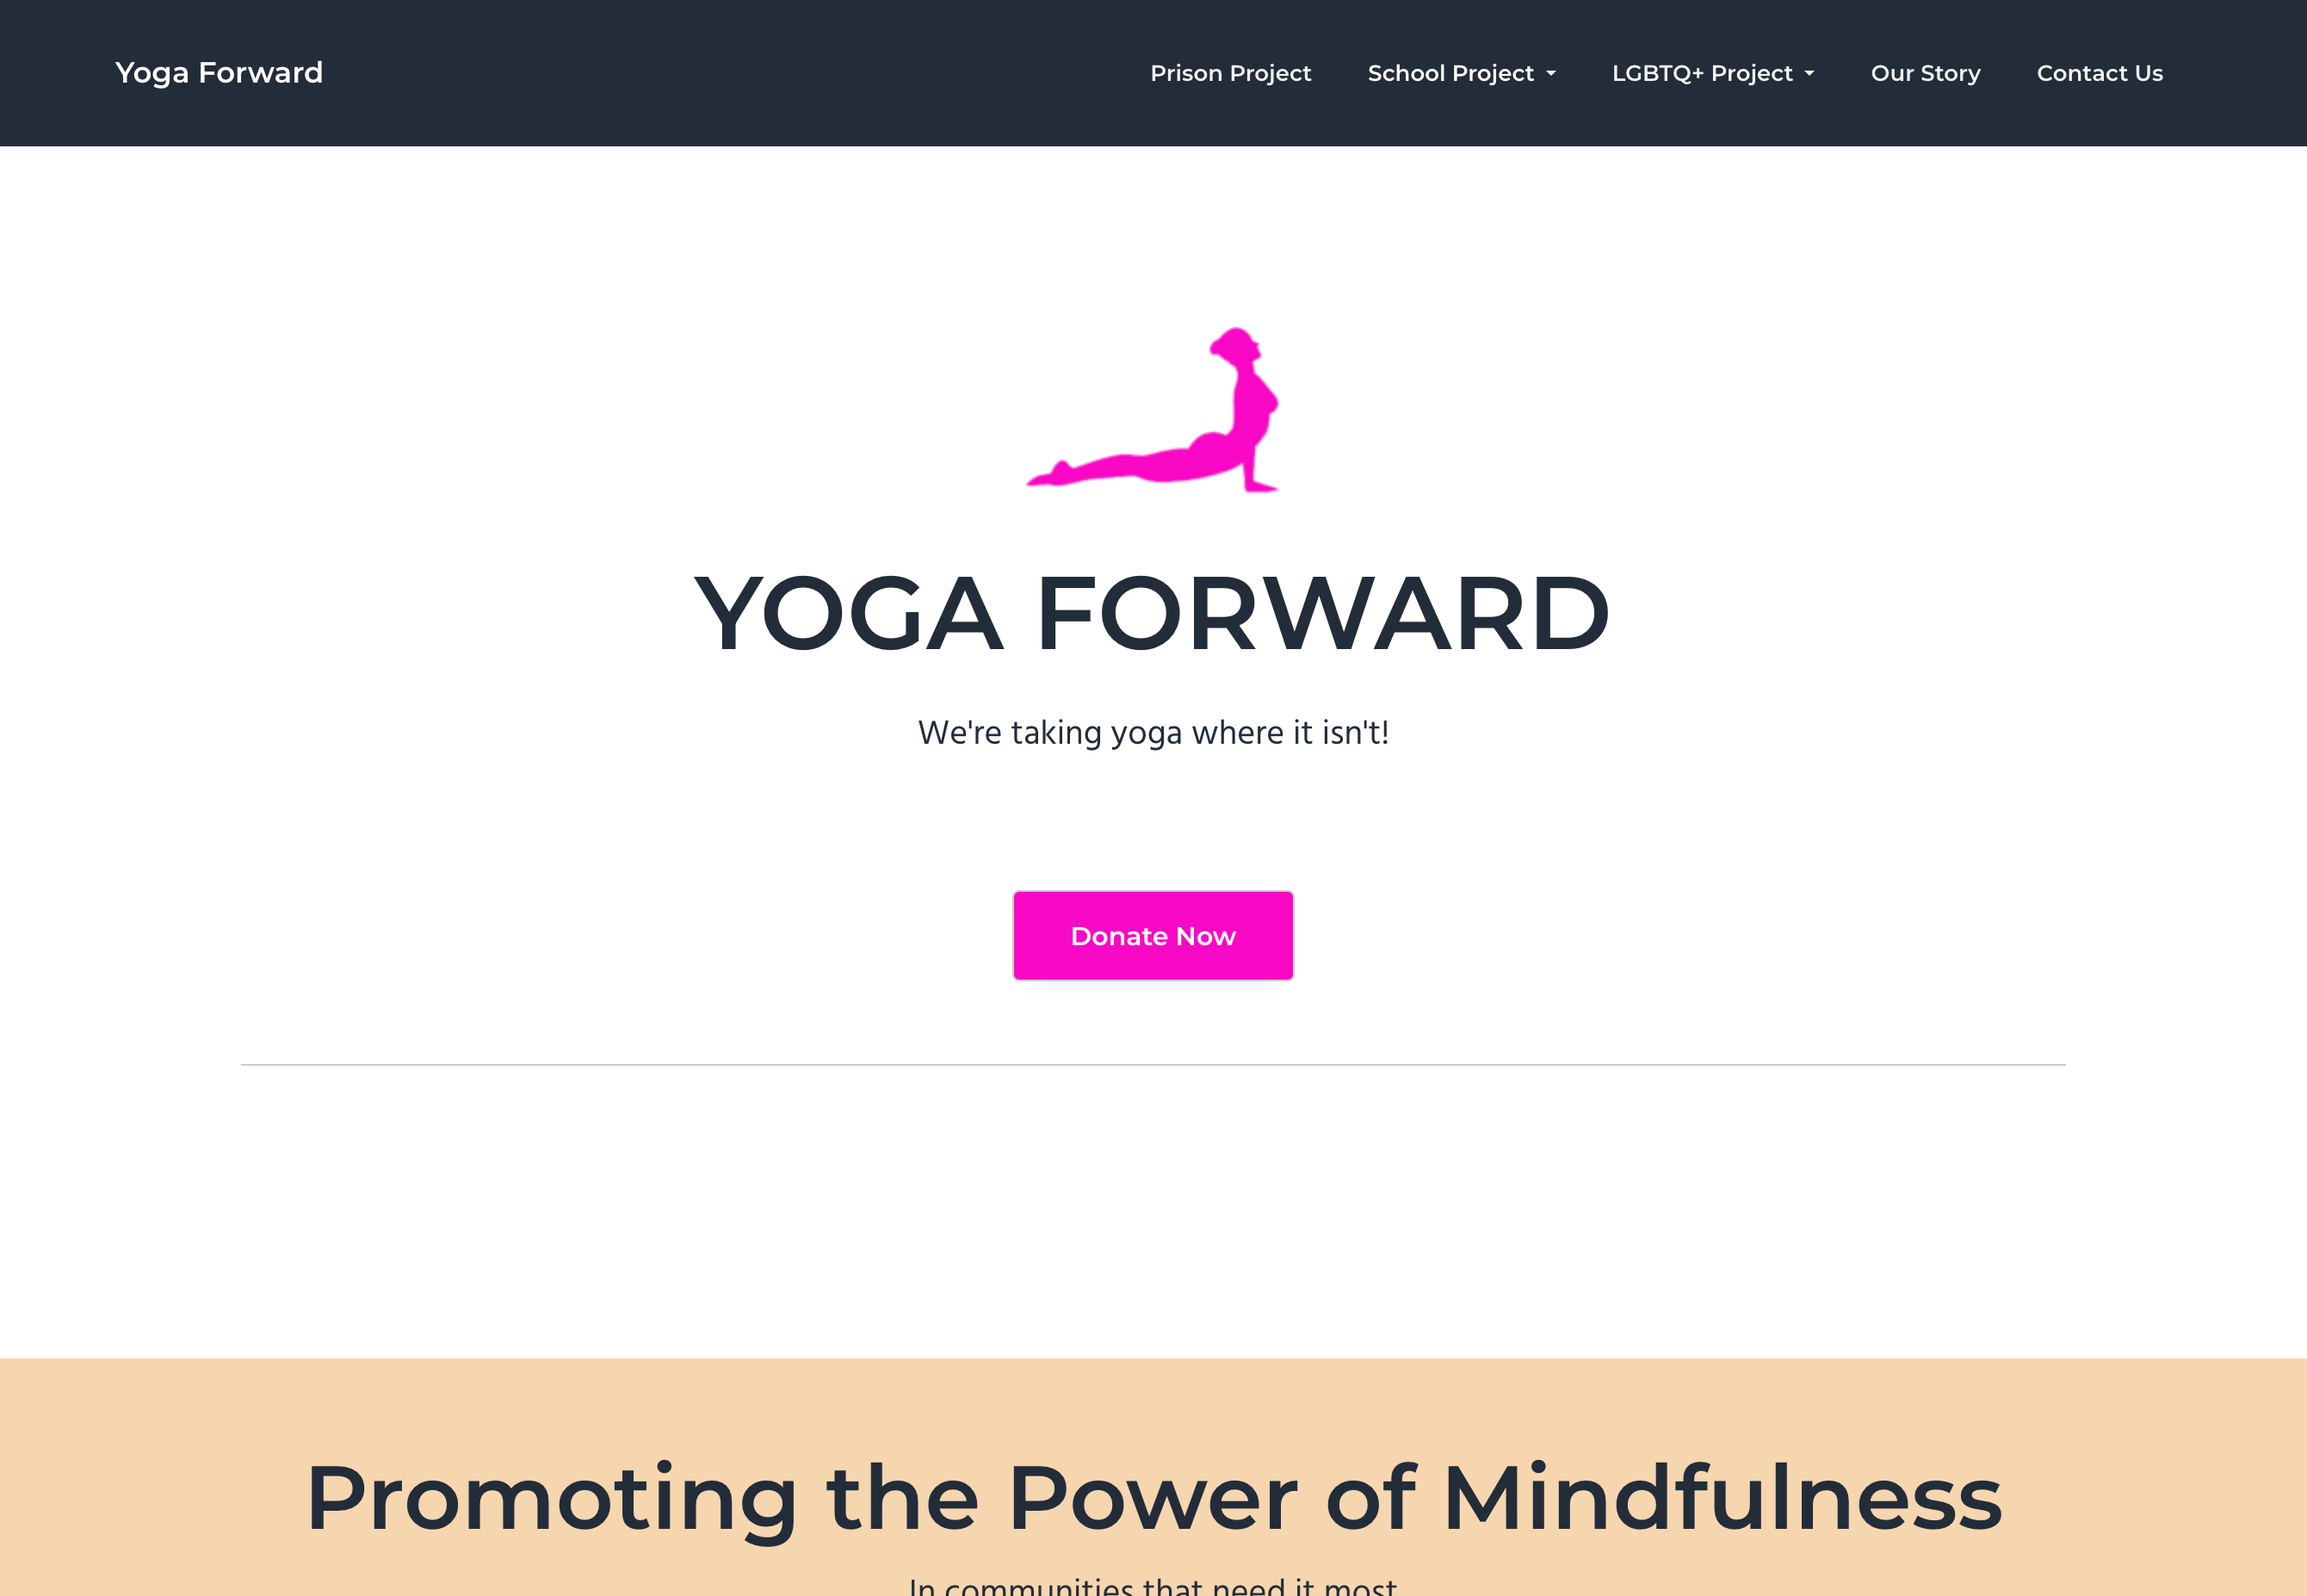 Yoga Forward
Prison Project
School Project
LGBTQ+ Project
Our Story
Contact Us
YOGA FORWARD
We're taking yoga where it isn't!
Donate Now
Promoting the Power of Mindfulness
In communities that need it most